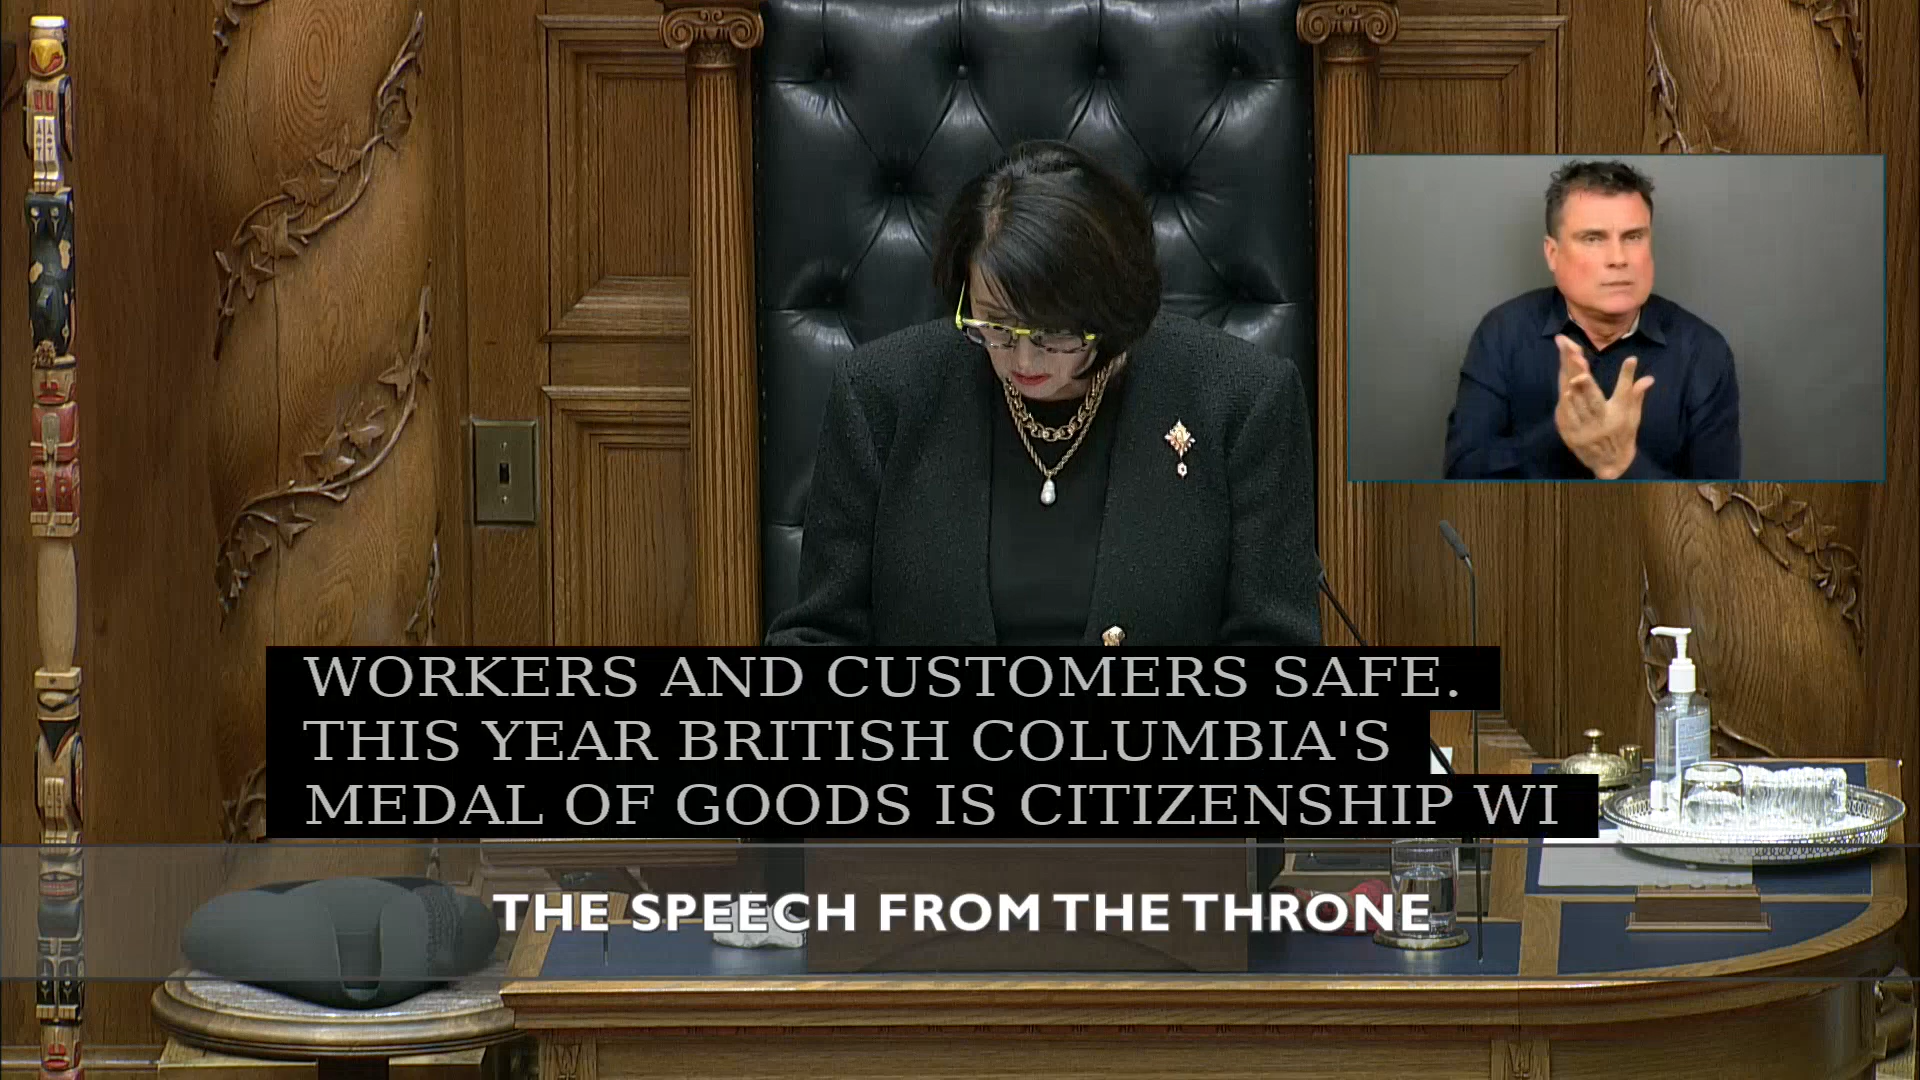 WORKERS AND CUSTOMERS SAFE.
THIS YEAR BRITISH COLUMBIA'S
MEDAL OF GOODS IS CITIZENSHIP WI
THE SPEECH FROM THE THRONE